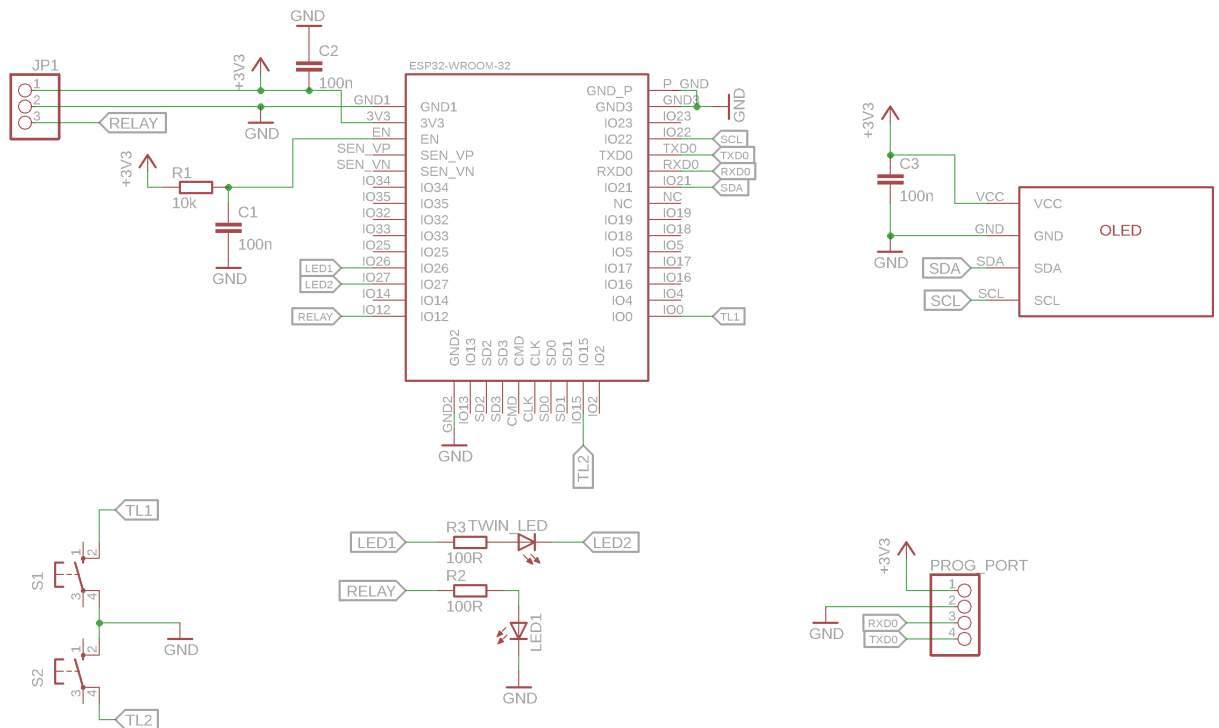 GND
C2
100n
+3V3
JP1
1
2
3
RELAY
GND
+3V3
R1
10k
C1
100n
GND
ESP32-WROOM-32
GND1 GND1
3V3 3V3
EN EN
SEN_VP SEN_VP
SEN_VN SEN_VN
IO34 IO34
IO35 IO35
IO32 IO32
IO33 IO33
IO25 IO25
LED1 IO26 IO26
LED2 IO27 IO27
IO14 IO14
RELAY IO12 IO12
GND_P P_GND
GND3 GND3 GND
IO23 IO23
IO22 IO22 SCL
TXD0 TXD0 TXD0
RXD0 RXD0 RXD0
IO21 IO21 SDA
NC NC
IO19 IO19
IO18 IO18
IO5 IO5
IO17 IO17
IO16 IO16
IO4 IO4
IO0 IO0 TL1
GND2 IO13 SD2 SD3 CMD CLK SD0 SD1 IO15 IO2
GND2 IO13 SD2 SD3 CMD CLK SD0 SD1 IO15 IO2
GND
TL2
+3V3
C3
100n
GND
VCC VCC
GND GND
SDA SDA SDA
SCL SCL SCL
OLED
TL1
1 2
S1
3 4
GND
1 2
S2
3 4
TL2
LED1 R3 TWIN_LED LED2
100R
RELAY R2
100R
LED1
GND
+3V3
PROG_PORT
1
2
GND
RXD0 3
TXD0 4